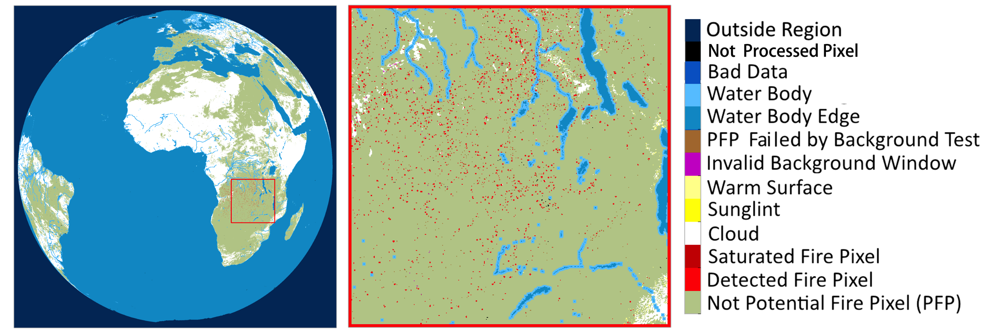 Outside Region
Not Processed Pixel
Bad Data
Water Body
Water Body Edge
PFP Failed by Background Test
Invalid Background Window
Warm Surface
Sunglint
Cloud
Saturated Fire Pixel
Detected Fire Pixel
Not Potential Fire Pixel (PFP)